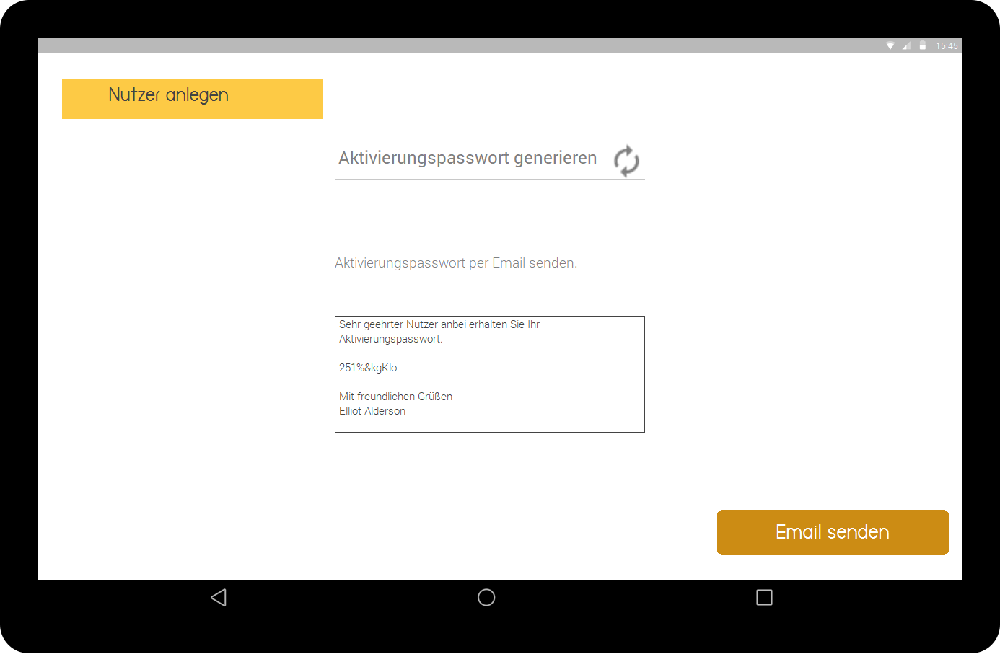 15:45
Nutzer anlegen
Aktivierungspasswort generieren
Aktivierungspasswort per Email senden.
Sehr geehrter Nutzer anbei erhalten Sie Ihr
Aktivierungspasswort.
251%&kgKlo
Mit freundlichen Grüßen
Elliot Alderson
Email senden